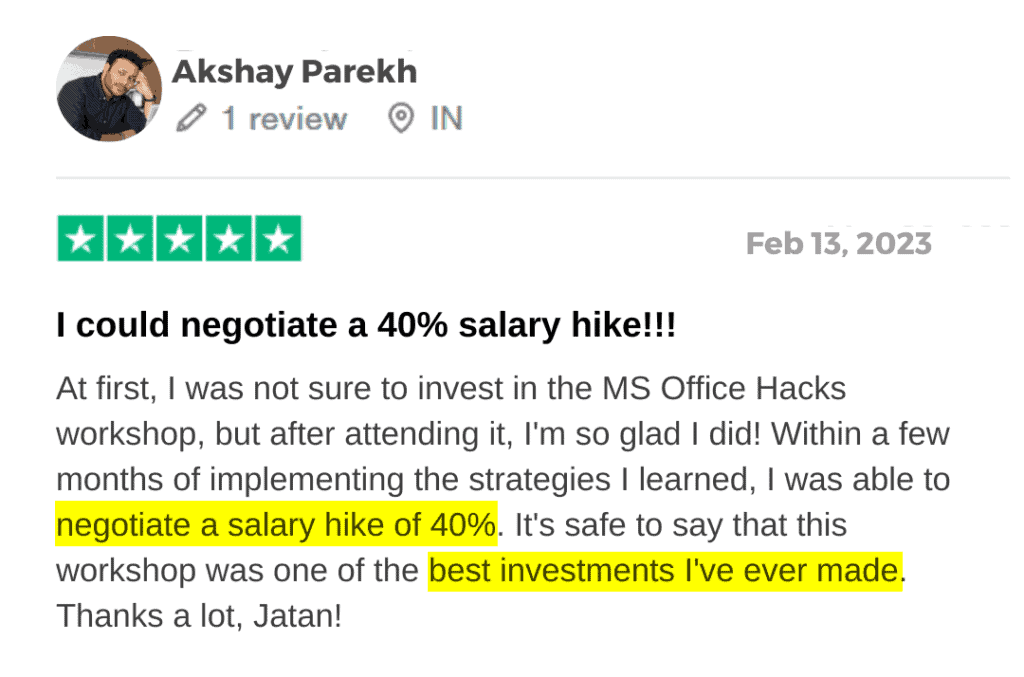 Akshay Parekh
1 review IN
Feb 13, 2023
I could negotiate a 40% salary hike!!!
At first, I was not sure to invest in the MS Office Hacks
workshop, but after attending it, I'm so glad I did! Within a few
months of implementing the strategies I learned, I was able to
negotiate a salary hike of 40%. It's safe to say that this
workshop was one of the best investments I've ever made.
Thanks a lot, Jatan!